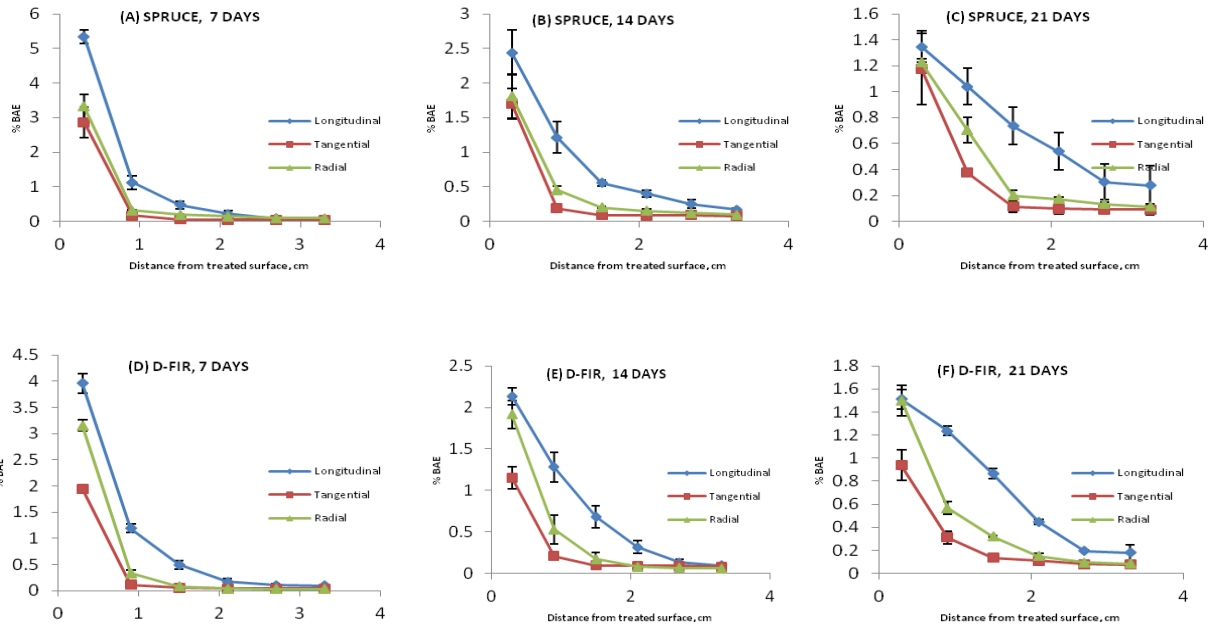 (A) SPRUCE, 7 DAYS
% BAE
6
5
4
3
2
1
0
0 1 2 3 4
Distance from treated surface, cm
Longitudinal
Tangential
Radial
(B) SPRUCE, 14 DAYS
% BAE
3
2.5
2
1.5
1
0.5
0
0 2 4
Distance from treated surface, cm
Longitudinal
Tangential
Radial
(C) SPRUCE, 21 DAYS
% BAE
1.6
1.4
1.2
1
0.8
0.6
0.4
0.2
0
0 2 4
Distance from treated surface, cm
Longitudinal
Tangential
Radial
(D) D-FIR, 7 DAYS
% BAE
4.5
4
3.5
3
2.5
2
1.5
1
0.5
0
0 2 4
Distance from treated surface, cm
Longitudinal
Tangential
Radial
(E) D-FIR, 14 DAYS
% BAE
2.5
2
1.5
1
0.5
0
0 2 4
Distance from treated surface, cm
Longitudinal
Tangential
Radial
(F) D-FIR, 21 DAYS
% BAE
1.8
1.6
1.4
1.2
1
0.8
0.6
0.4
0.2
0
0 2 4
Distance from treated surface, cm
Longitudinal
Tangential
Radial